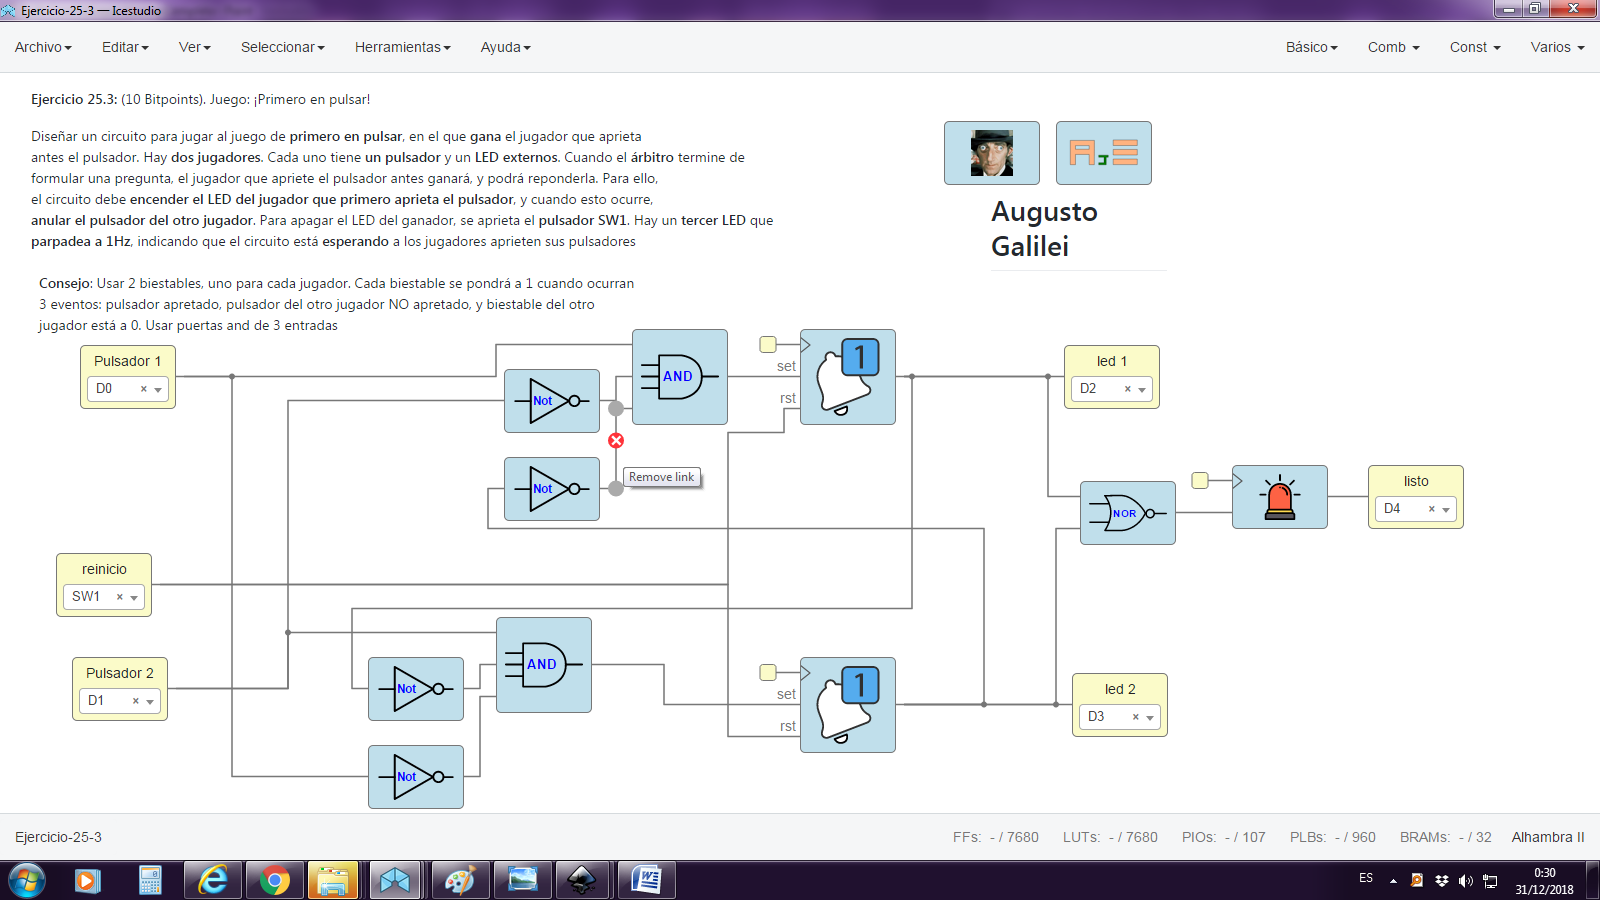 Ejercicio-25-3 — Icestudio
Archivo Editar Ver Seleccionar Herramientas Ayuda Básico Comb Const Varios
Ejercicio 25.3: (10 Bitpoints). Juego: ¡Primero en pulsar!
Diseñar un circuito para jugar al juego de primero en pulsar, en el que gana el jugador que aprieta
antes el pulsador. Hay dos jugadores. Cada uno tiene un pulsador y un LED externos. Cuando el árbitro termine de
formular una pregunta, el jugador que apriete el pulsador antes ganará, y podrá reponderla. Para ello,
el circuito debe encender el LED del jugador que primero aprieta el pulsador, y cuando esto ocurre,
anular el pulsador del otro jugador. Para apagar el LED del ganador, se aprieta el pulsador SW1. Hay un tercer LED que
parpadea a 1Hz, indicando que el circuito está esperando a los jugadores aprieten sus pulsadores
Augusto
Galilei
Consejo: Usar 2 biestables, uno para cada jugador. Cada biestable se pondrá a 1 cuando ocurran
3 eventos: pulsador apretado, pulsador del otro jugador NO apretado, y biestable del otro
jugador está a 0. Usar puertas and de 3 entradas
Pulsador 1
D0
Not
AND
set
rst
1
led 1
D2
Not
Remove link
NOR
listo
D4
reinicio
SW1
Pulsador 2
D1
Not
AND
set
rst
1
led 2
D3
Not
Ejercicio-25-3 FFs: - / 7680 LUTs: - / 7680 PIOs: - / 107 PLBs: - / 960 BRAMs: - / 32 Alhambra II
ES 0:30
31/12/2018